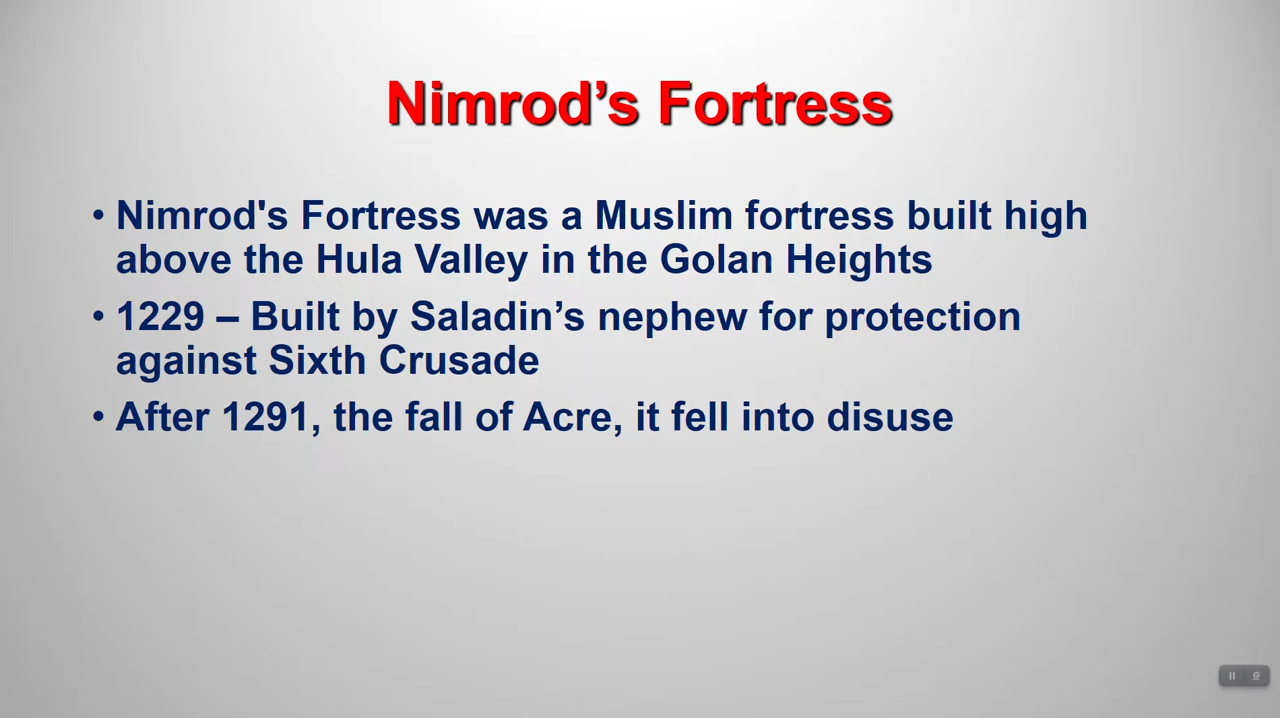 Nimrod’s Fortress
• Nimrod's Fortress was a Muslim fortress built high
above the Hula Valley in the Golan Heights
• 1229 – Built by Saladin’s nephew for protection
against Sixth Crusade
• After 1291, the fall of Acre, it fell into disuse